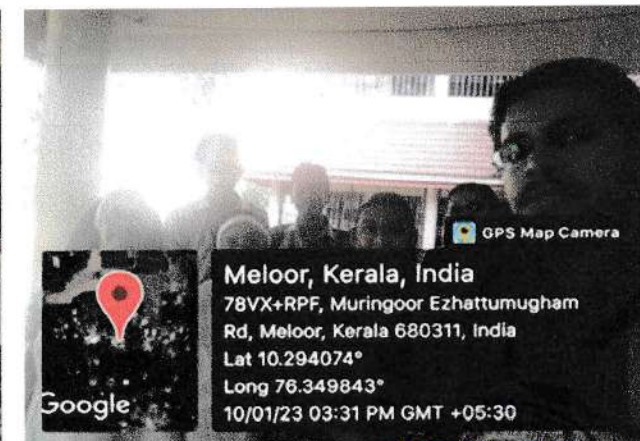 GPS Map Camera
Meloor, Kerala, India
78VX+RPF, Muringoor Ezhattumugham
Rd, Meloor, Kerala 680311, India
Lat 10.294074°
Long 76.349843°
10/01/23 03:31 PM GMT +05:30
Google